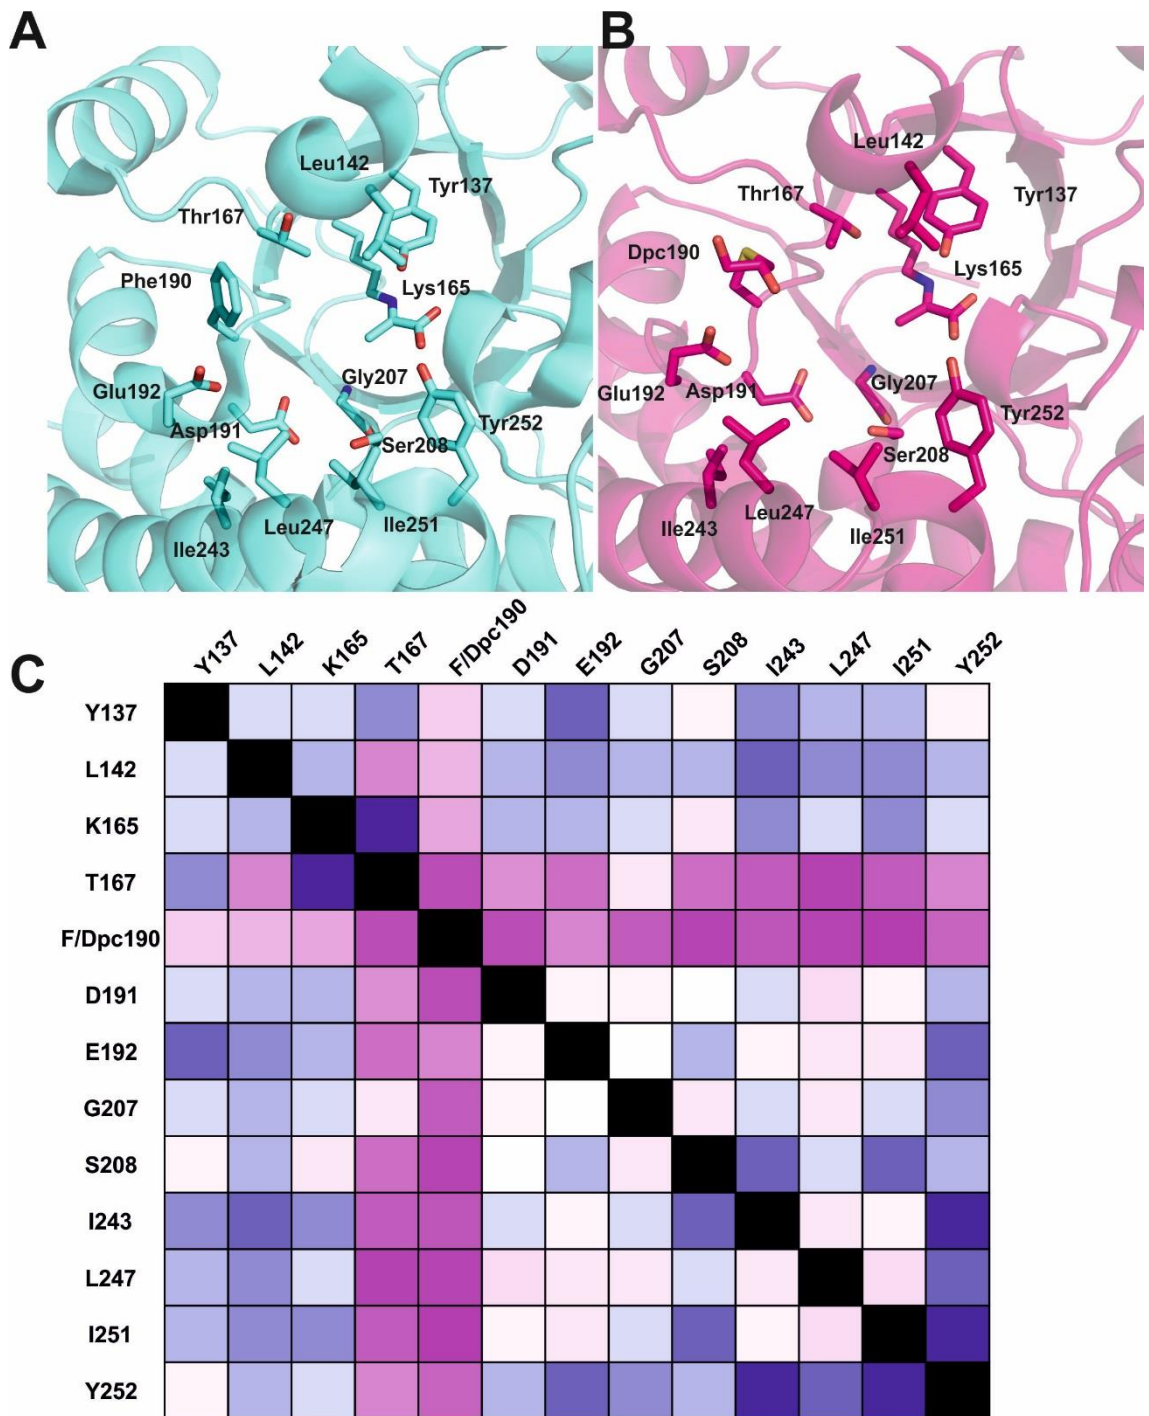 A
B
Leu142
Tyr137
Thr167
Phe190
Lys165
Glu192
Gly207
Asp191
Tyr252
Ser208
Leu247
Ile251
Ile243
Leu142
Thr167
Tyr137
Dpc190
Lys165
Glu192
Asp191
Gly207
Tyr252
Ser208
Ile243
Leu247
Ile251
C
Y137 L142 K165 T167 F/Dpc190 D191 E192 G207 S208 I243 L247 I251 Y252
Y137
L142
K165
T167
F/Dpc190
D191
E192
G207
S208
I243
L247
I251
Y252